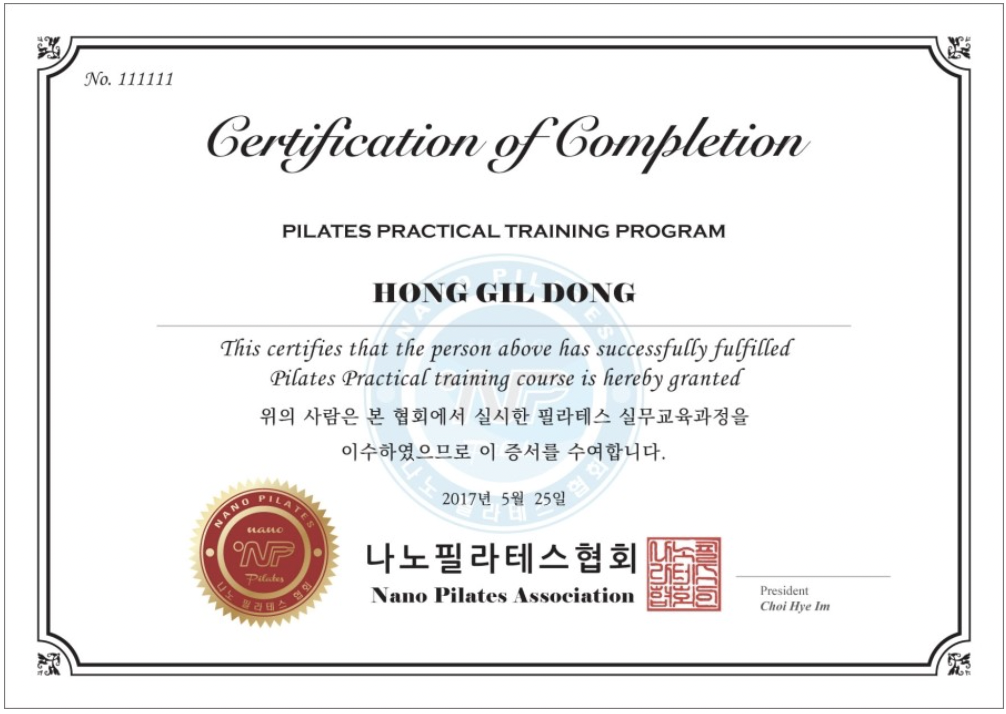 No. 111111
Certification of Completion
PILATES PRACTICAL TRAINING PROGRAM
HONG GIL DONG
This certifies that the person above has successfully fulfilled
Pilates Practical training course is hereby granted
위의 사람은 본 협회에서 실시한 필라테스 실무교육과정을
이수하였으므로 이 증서를 수여합니다.
2017년 5월 25일
NANO PILATES
nano
NP
Pilates
나노 필라테스 협회
나노필라테스협회
Nano Pilates Association
President
Choi Hye Im
NANO PILATES
NP
나노 필라테스 협회